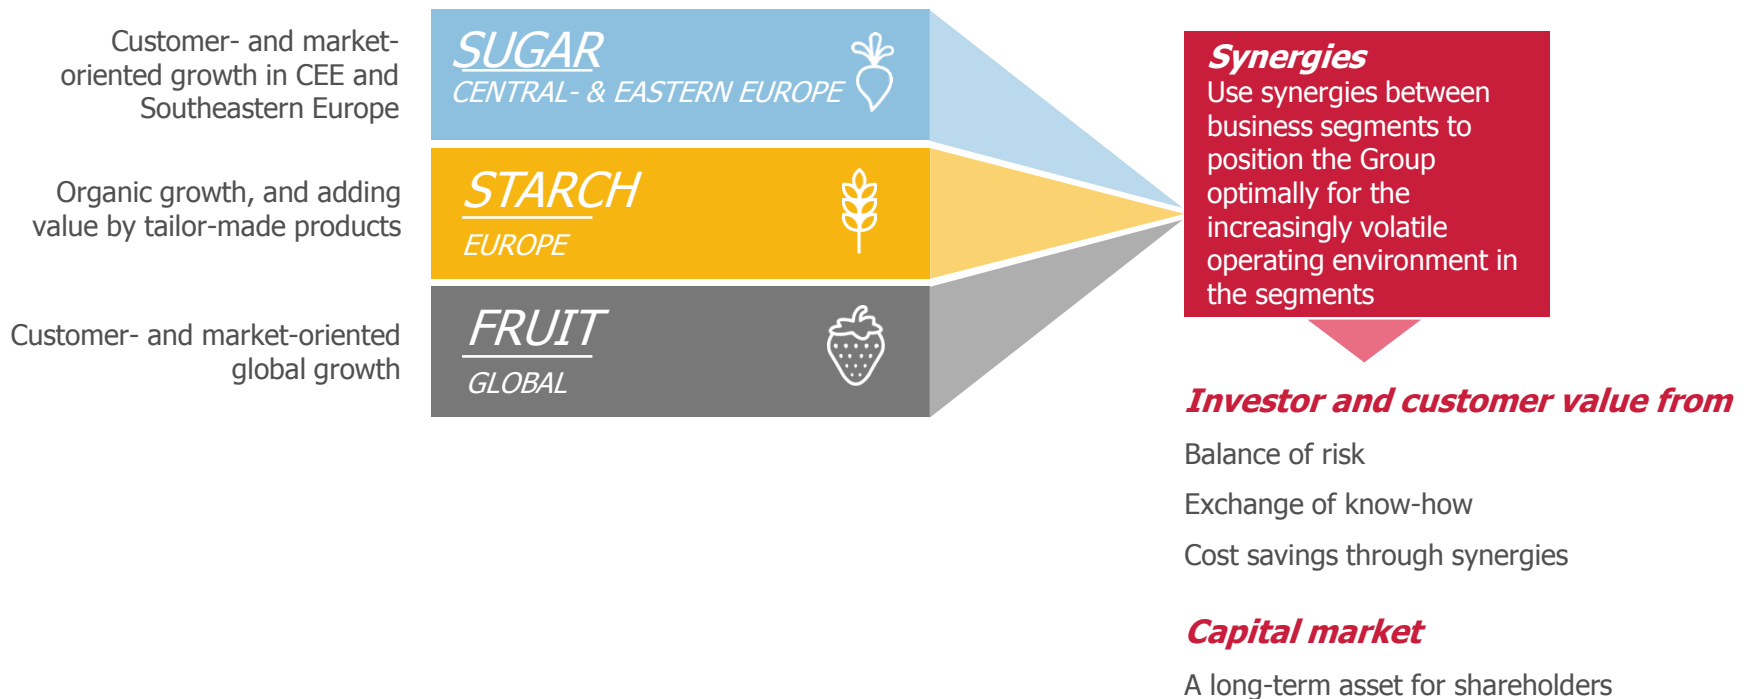 Customer- and market-
oriented growth in CEE and
Southeastern Europe
SUGAR
CENTRAL- & EASTERN EUROPE
Organic growth, and adding
value by tailor-made products
STARCH
EUROPE
Customer- and market-oriented
global growth
FRUIT
GLOBAL
Synergies
Use synergies between
business segments to
position the Group
optimally for the
increasingly volatile
operating environment in
the segments
Investor and customer value from
Balance of risk
Exchange of know-how
Cost savings through synergies
Capital market
A long-term asset for shareholders